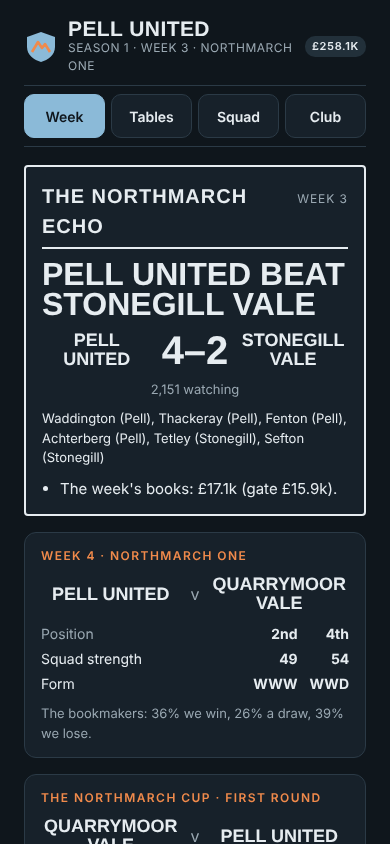 PELL UNITED
SEASON 1 · WEEK 3 · NORTHMARCH
ONE
£258.1K
Week
Tables
Squad
Club
THE NORTHMARCH
ECHO
WEEK 3
PELL UNITED BEAT
STONEGILL VALE
PELL
UNITED
4–2
STONEGILL
VALE
2,151 watching
Waddington (Pell), Thackeray (Pell), Fenton (Pell),
Achterberg (Pell), Tetley (Stonegill), Sefton
(Stonegill)
• The week's books: £17.1k (gate £15.9k).
WEEK 4 · NORTHMARCH ONE
PELL UNITED
v
QUARRYMOOR
VALE
Position 2nd 4th
Squad strength 49 54
Form WWW WWD
The bookmakers: 36% we win, 26% a draw, 39%
we lose.
THE NORTHMARCH CUP · FIRST ROUND
QUARRYMOOR
VALE
v
PELL UNITED